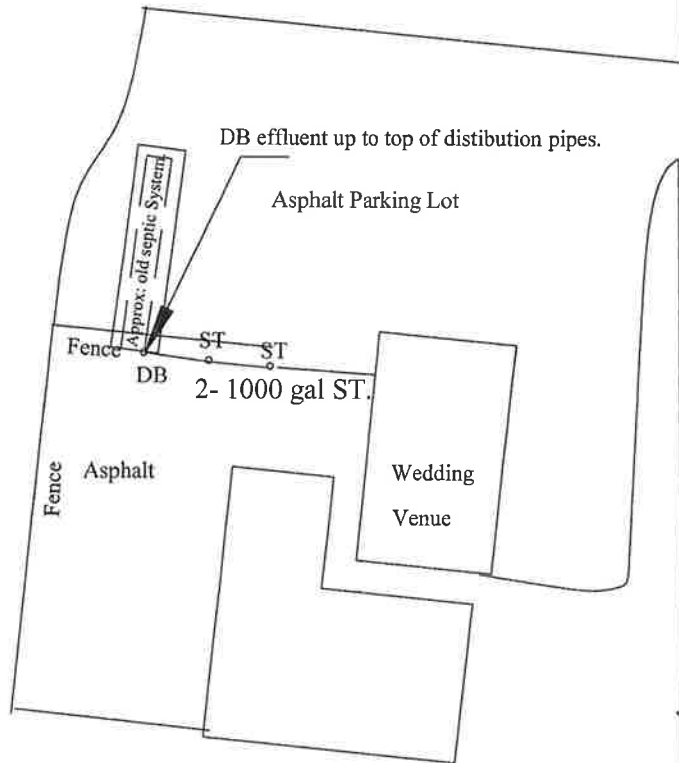 DB effluent up to top of distibution pipes.
Asphalt Parking Lot
Approx: old septic System
Fence
ST
ST
DB
2- 1000 gal ST.
Fence
Asphalt
Wedding
Venue